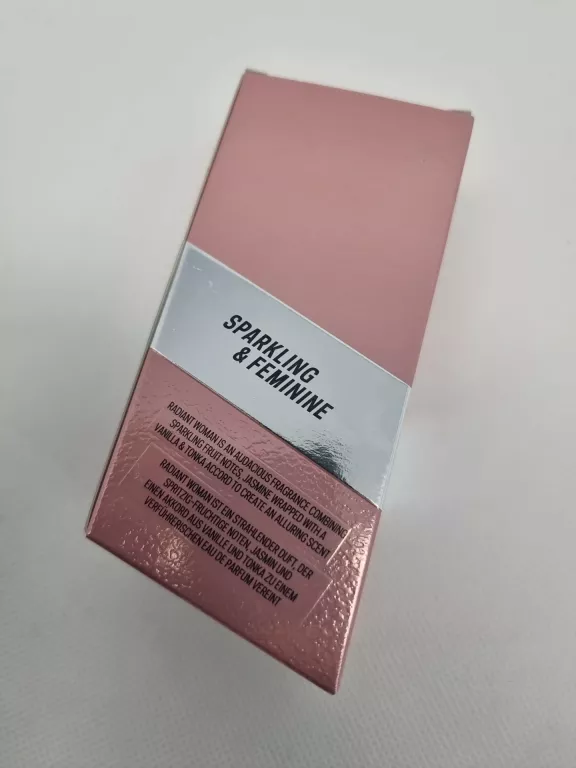 SPARKLING
& FEMININE
RADIANT WOMAN IS AN AUDACIOUS FRAGRANCE COMBINING
SPARKLING FRUIT NOTES, JASMINE WRAPPED WITH A
VANILLA & TONKA ACCORD TO CREATE AN ALLURING SCENT
RADIANT WOMAN IST EIN STRAHLENDER DUFT, DER
SPRITZIG-FRUCHTIGE NOTEN, JASMIN UND
EINEN AKKORD AUS VANILLE UND TONKA ZU EINEM
VERFÜHRERISCHEN EAU DE PARFUM VEREINT